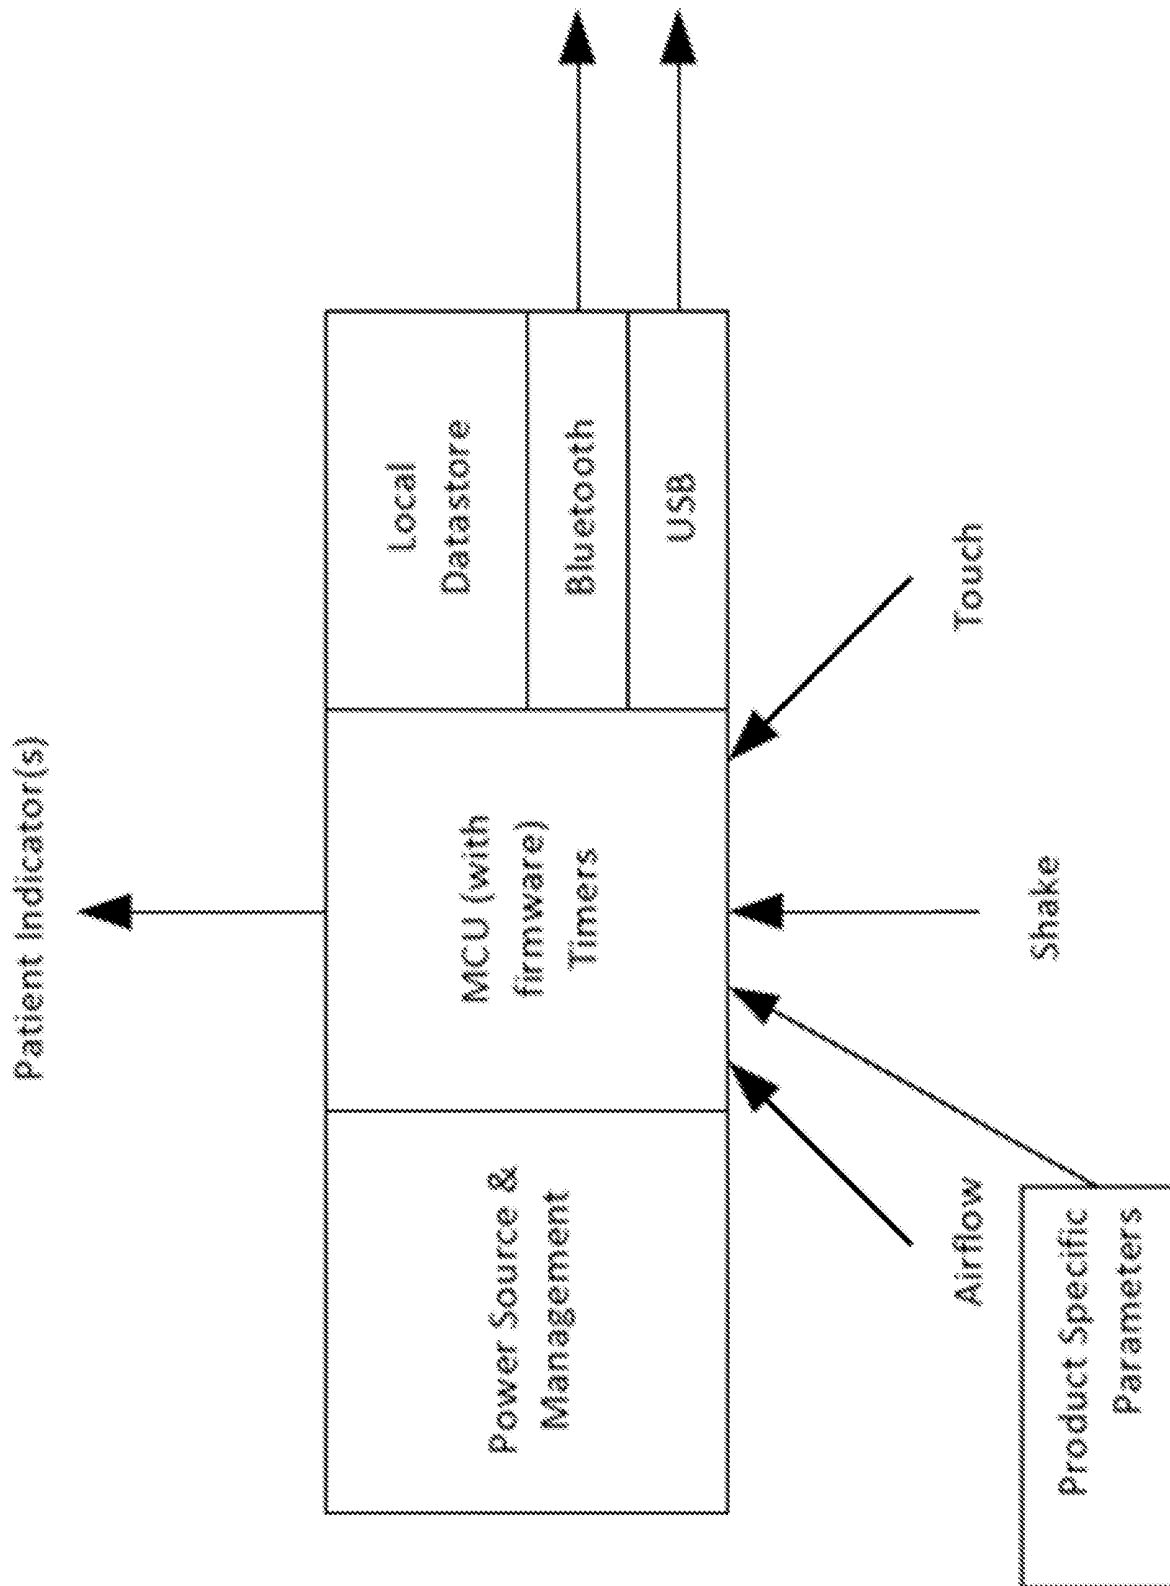 Patient Indicator(s)
Power Source &
Management
MCU (with
firmware)
Timers
Local
Datastore
Bluetooth
USB
Airflow
Shake
Touch
Product Specific
Parameters